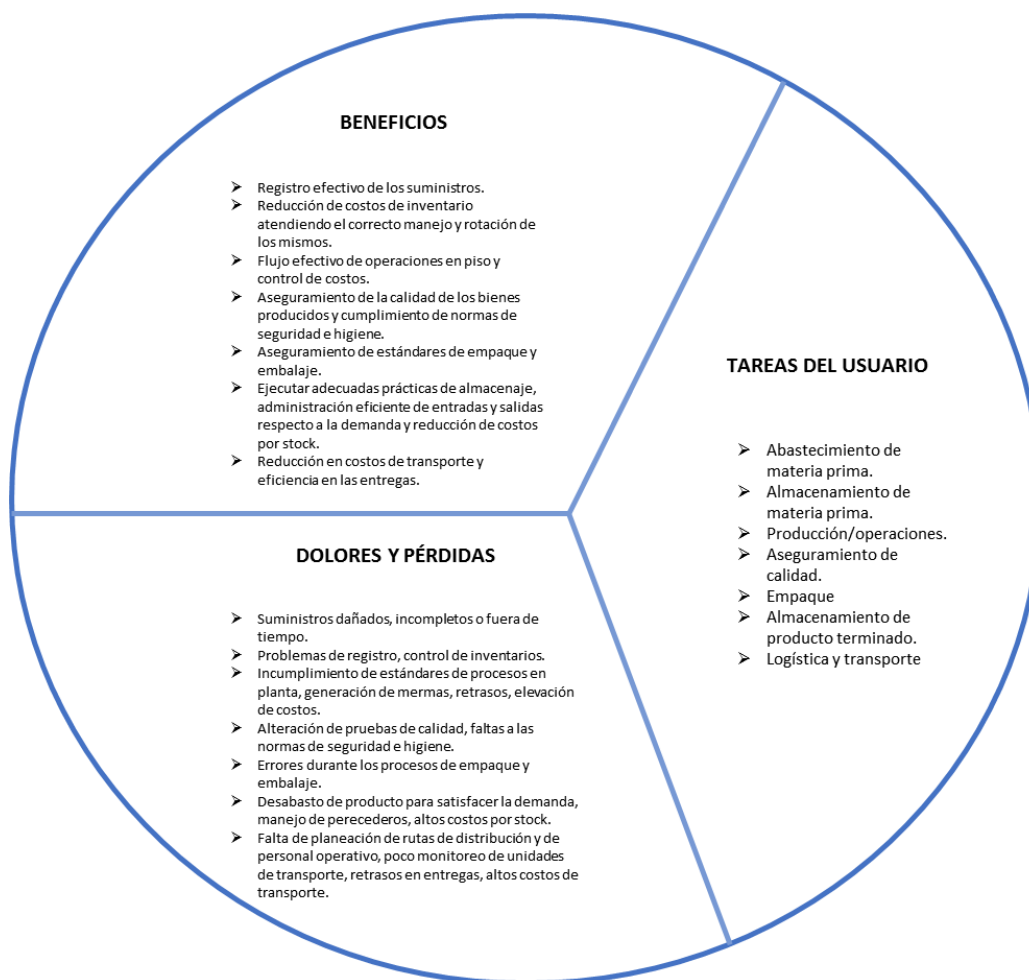 BENEFICIOS
➤ Registro efectivo de los suministros.
➤ Reducción de costos de inventario
atendiendo el correcto manejo y rotación de
los mismos.
➤ Flujo efectivo de operaciones en piso y
control de costos.
➤ Aseguramiento de la calidad de los bienes
producidos y cumplimiento de normas de
seguridad e higiene.
➤ Aseguramiento de estándares de empaque y
embalaje.
➤ Ejecutar adecuadas prácticas de almacenaje,
administración eficiente de entradas y salidas
respecto a la demanda y reducción de costos
por stock.
➤ Reducción en costos de transporte y
eficiencia en las entregas.
TAREAS DEL USUARIO
➤ Abastecimiento de
materia prima.
➤ Almacenamiento de
materia prima.
➤ Producción/operaciones.
➤ Aseguramiento de
calidad.
➤ Empaque
➤ Almacenamiento de
producto terminado.
➤ Logística y transporte
DOLORES Y PÉRDIDAS
➤ Suministros dañados, incompletos o fuera de
tiempo.
➤ Problemas de registro, control de inventarios.
➤ Incumplimiento de estándares de procesos en
planta, generación de mermas, retrasos, elevación
de costos.
➤ Alteración de pruebas de calidad, faltas a las
normas de seguridad e higiene.
➤ Errores durante los procesos de empaque y
embalaje.
➤ Desabasto de producto para satisfacer la demanda,
manejo de perecederos, altos costos por stock.
➤ Falta de planeación de rutas de distribución y de
personal operativo, poco monitoreo de unidades
de transporte, retrasos en entregas, altos costos de
transporte.